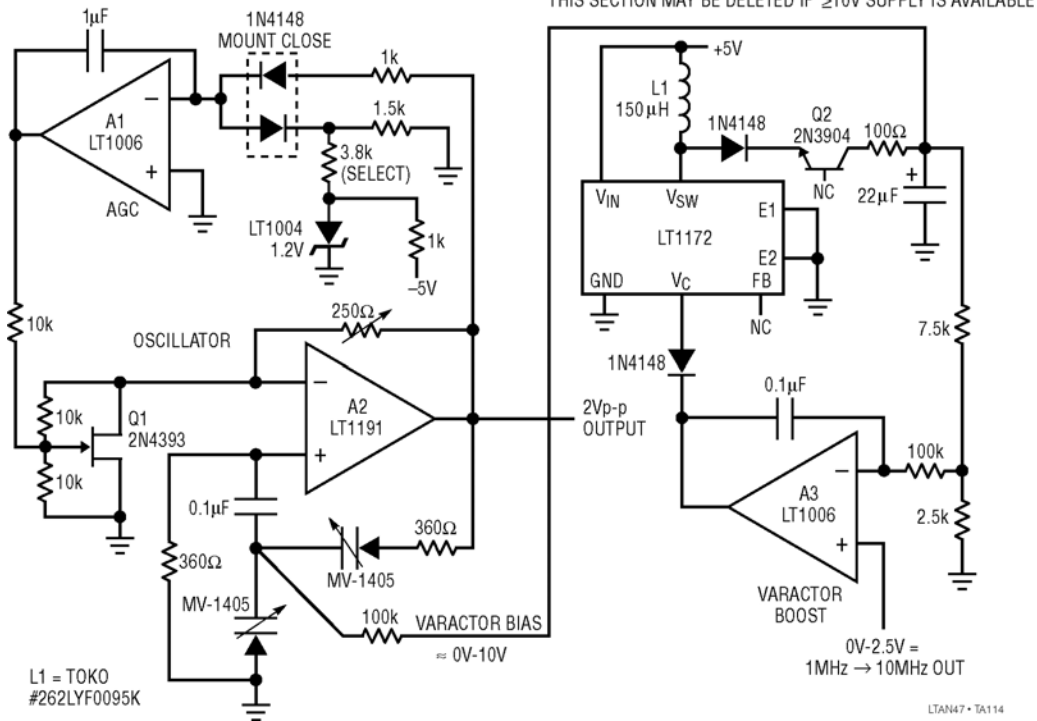 THIS SECTION MAY BE DELETED IF ≥10V SUPPLY IS AVAILABLE
1μF
1N4148
MOUNT CLOSE
1k
1.5k
A1
LT1006
–
+
AGC
3.8k
(SELECT)
LT1004
1.2V
1k
–5V
10k
OSCILLATOR
250Ω
10k
Q1
2N4393
10k
A2
LT1191
–
+
2Vp-p
OUTPUT
0.1μF
360Ω
360Ω
MV-1405
MV-1405
100k
VARACTOR BIAS
≈ 0V-10V
L1 = TOKO
#262LYF0095K
+5V
L1
150μH
1N4148
Q2
2N3904
100Ω
NC
+
22μF
VIN
VSW
E1
LT1172
E2
GND
VC
FB
NC
7.5k
1N4148
0.1μF
100k
–
A3
LT1006
+
2.5k
VARACTOR
BOOST
0V-2.5V =
1MHz → 10MHz OUT
LTAN47 • TA114